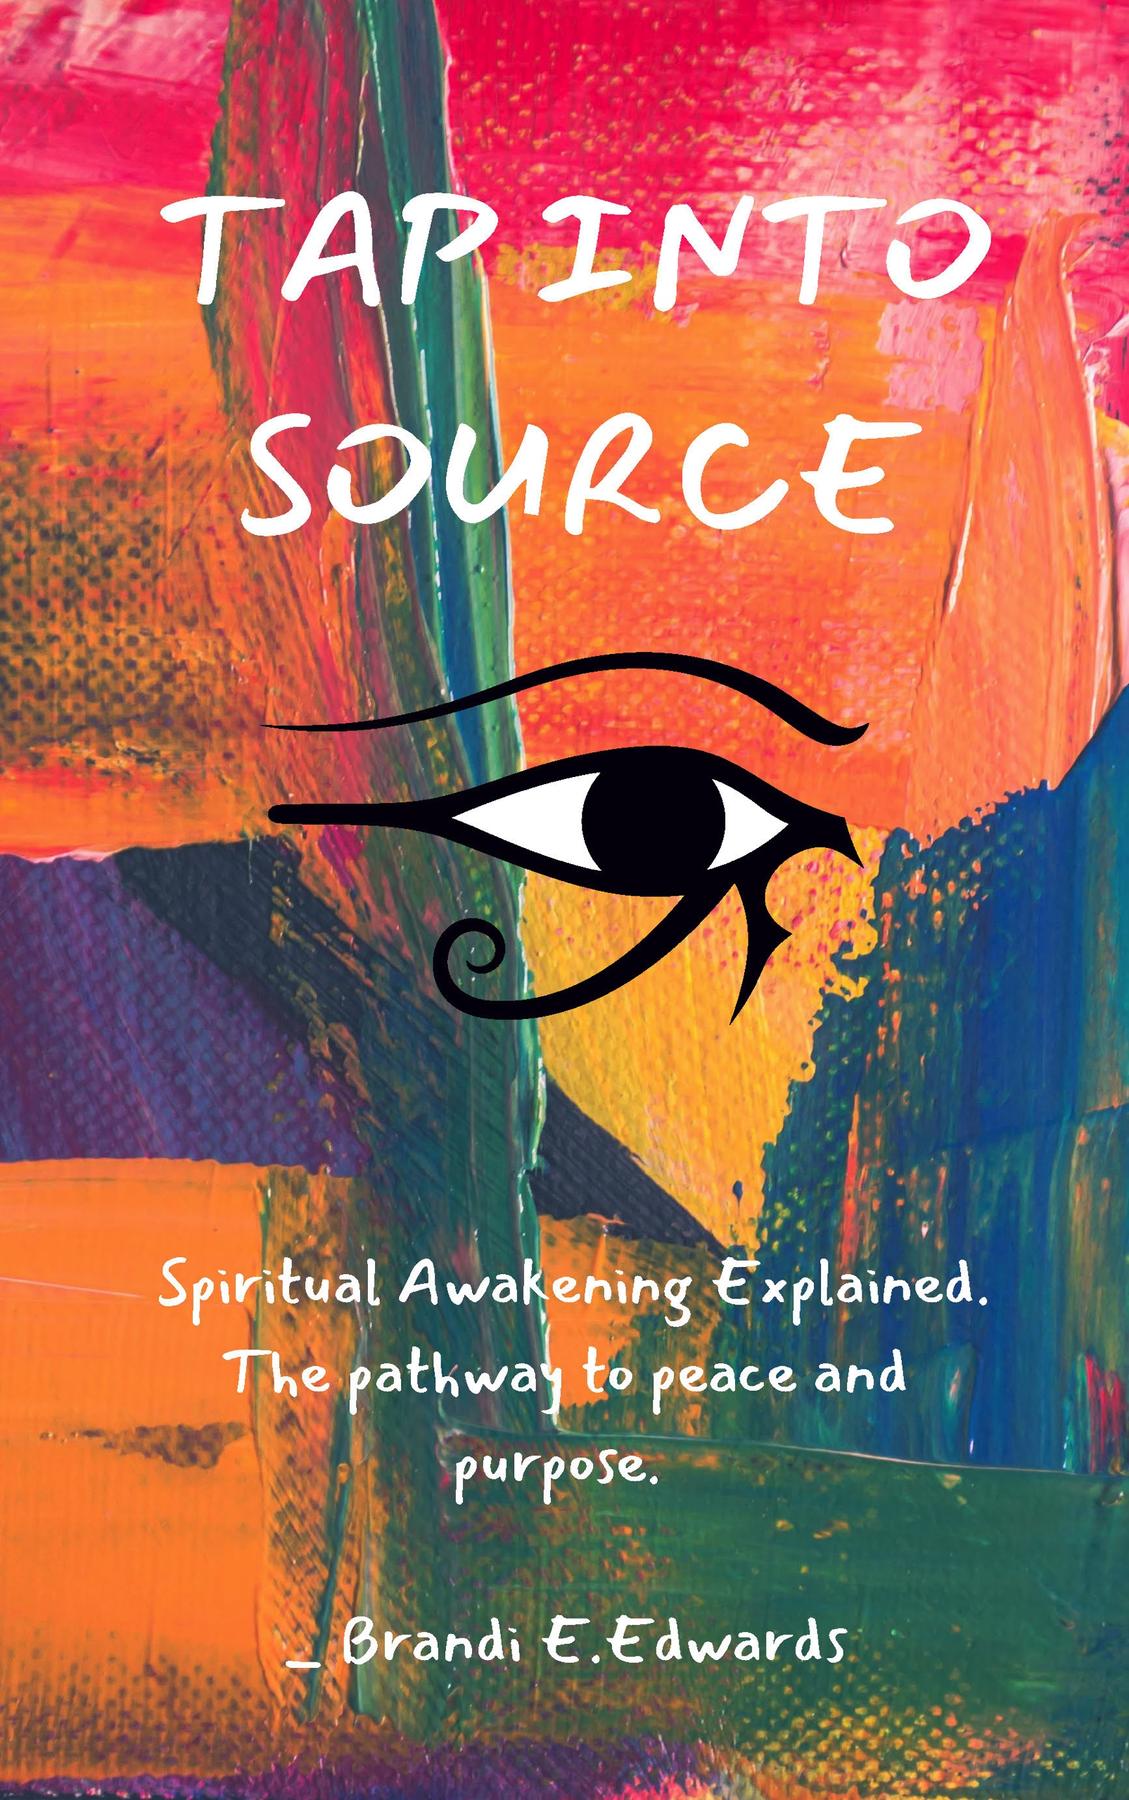 TAP INTO
SOURCE
Spiritual Awakening Explained.
The pathway to peace and
purpose.
_ Brandi E.Edwards